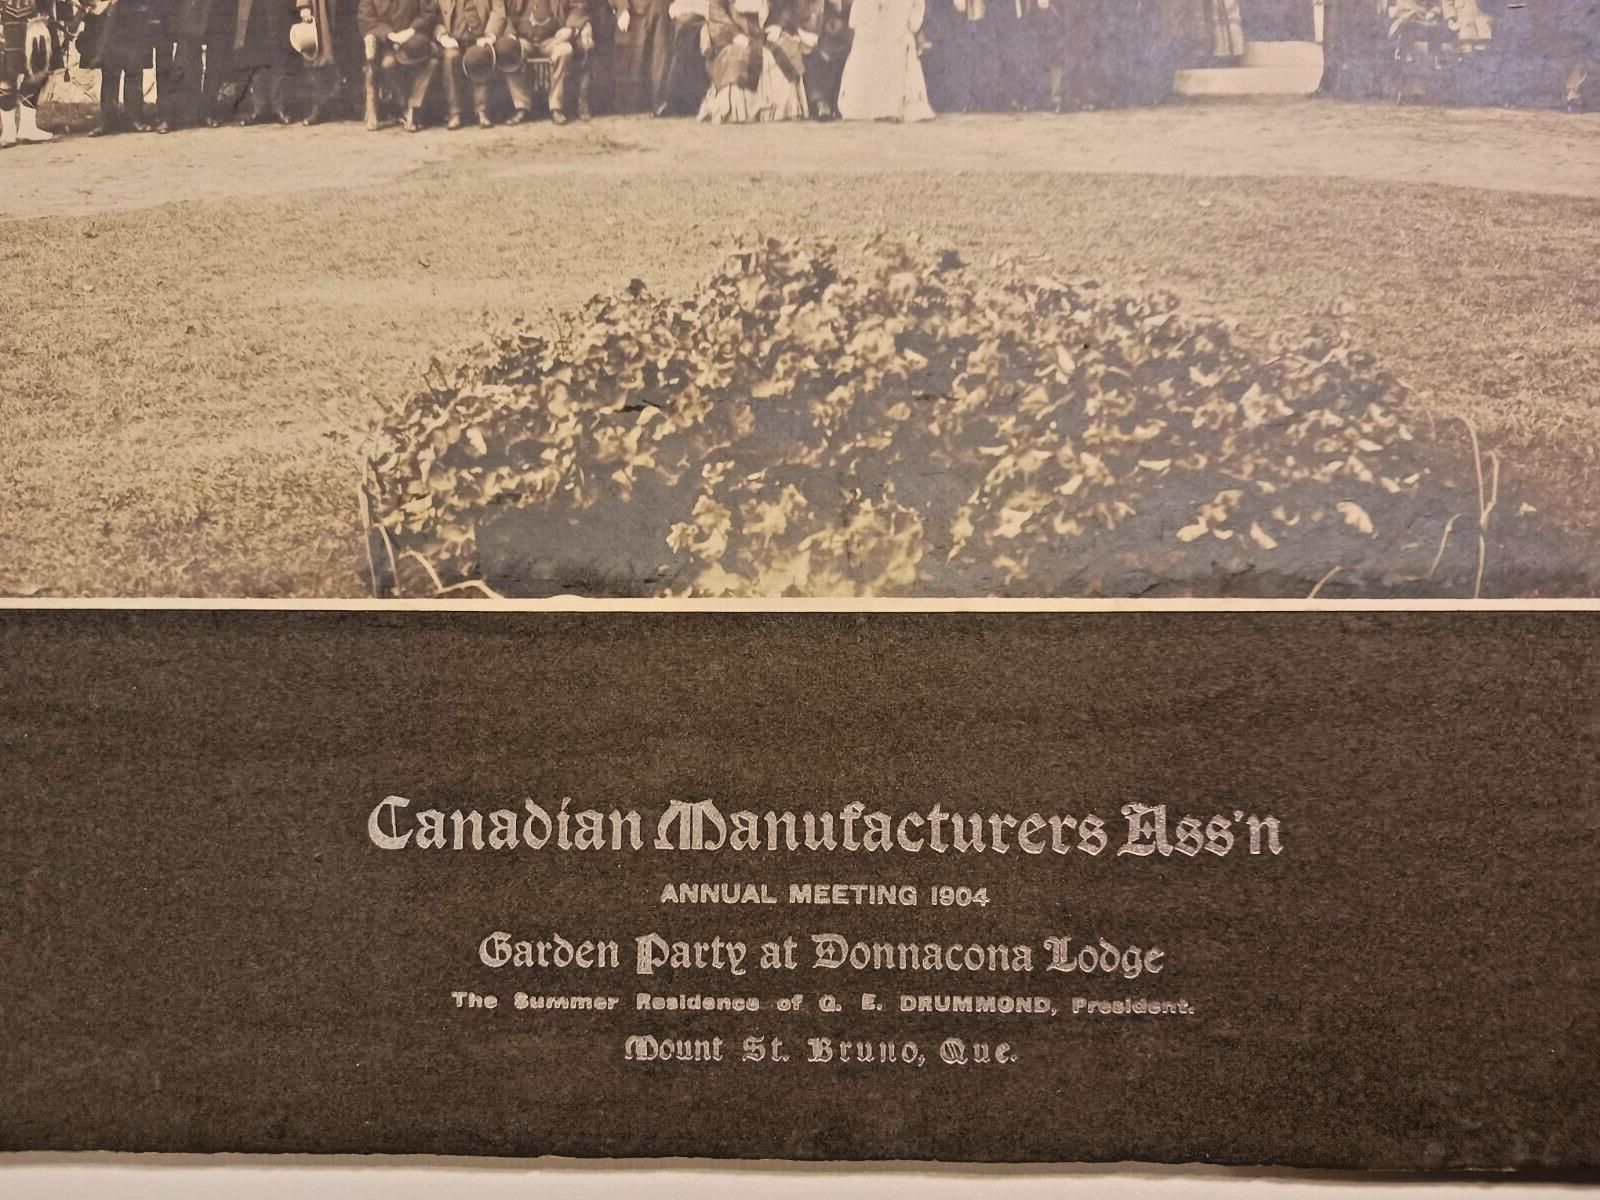 Canadian Manufacturers Ass'n
ANNUAL MEETING 1904
Garden Party at Donnacona Lodge
The Summer Residence of G. E. DRUMMOND, President.
Mount St. Bruno, Que.